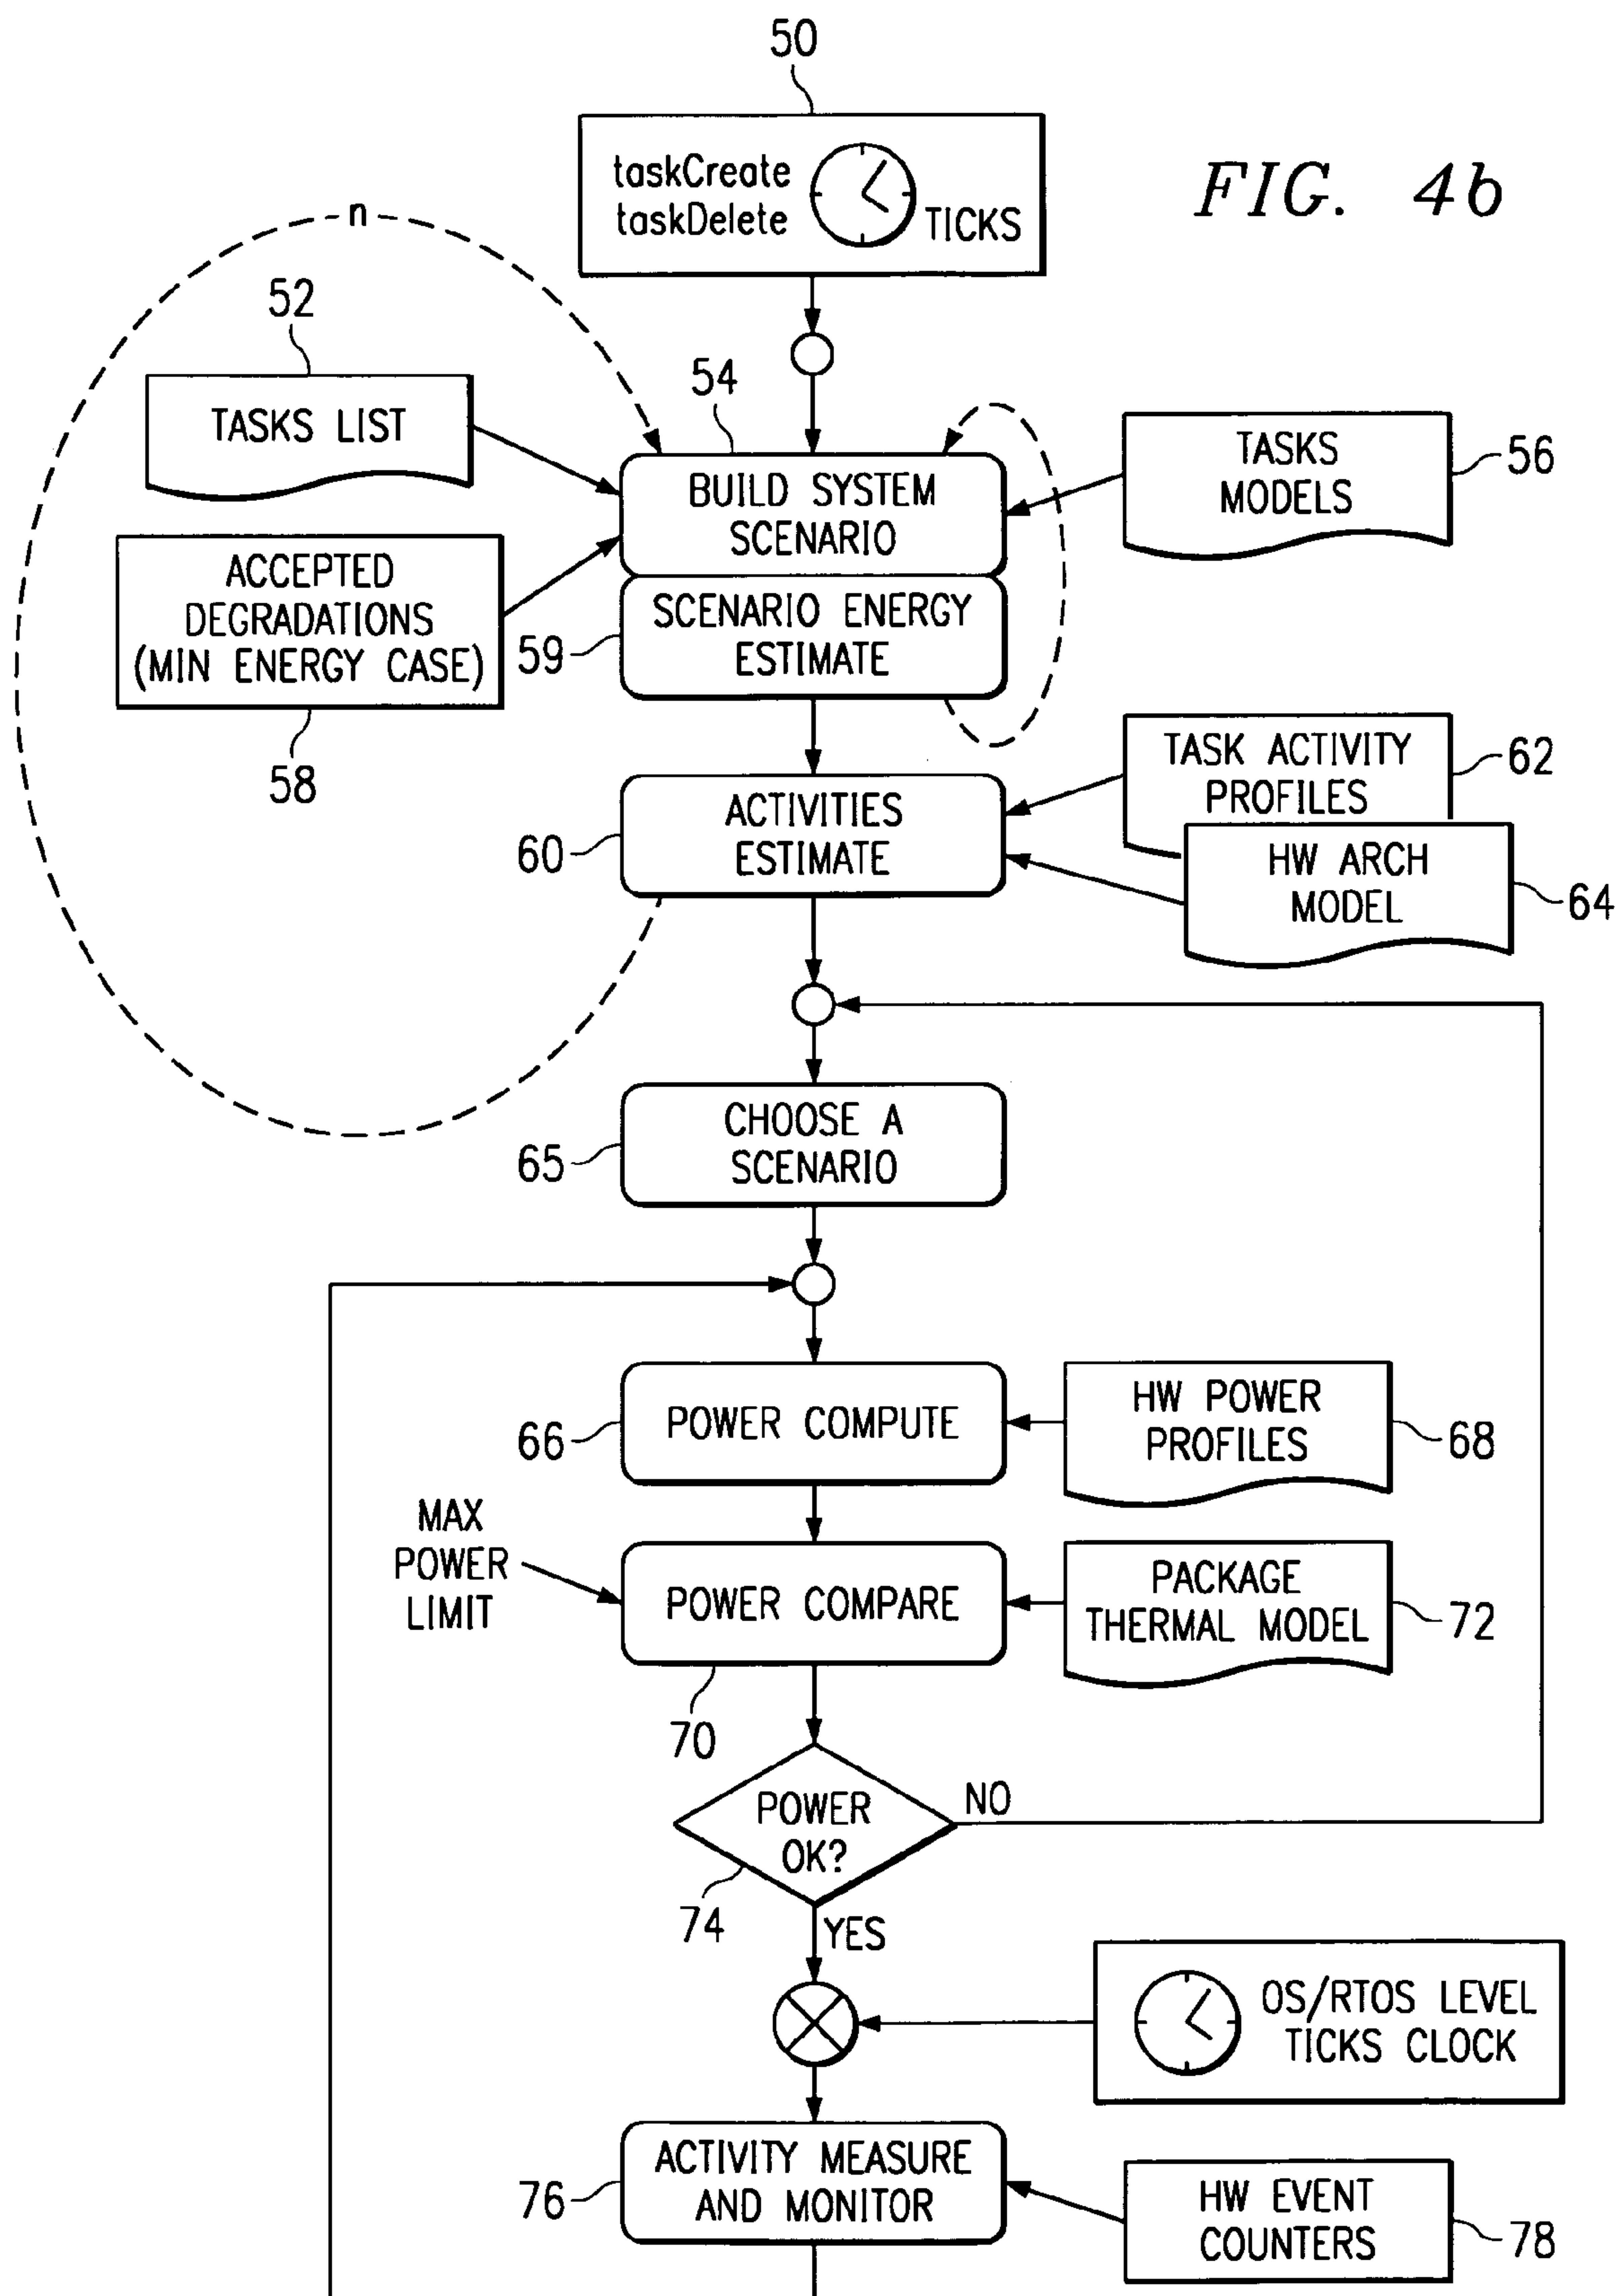 50
taskCreate
taskDelete
TICKS
FIG. 4b
n
52
TASKS LIST
54
BUILD SYSTEM
SCENARIO
TASKS
MODELS
56
ACCEPTED
DEGRADATIONS
(MIN ENERGY CASE)
58
59
SCENARIO ENERGY
ESTIMATE
60
ACTIVITIES
ESTIMATE
TASK ACTIVITY
PROFILES
62
HW ARCH
MODEL
64
65
CHOOSE A
SCENARIO
66
POWER COMPUTE
HW POWER
PROFILES
68
MAX
POWER
LIMIT
POWER COMPARE
70
PACKAGE
THERMAL MODEL
72
POWER
OK?
74
NO
YES
OS/RTOS LEVEL
TICKS CLOCK
76
ACTIVITY MEASURE
AND MONITOR
HW EVENT
COUNTERS
78